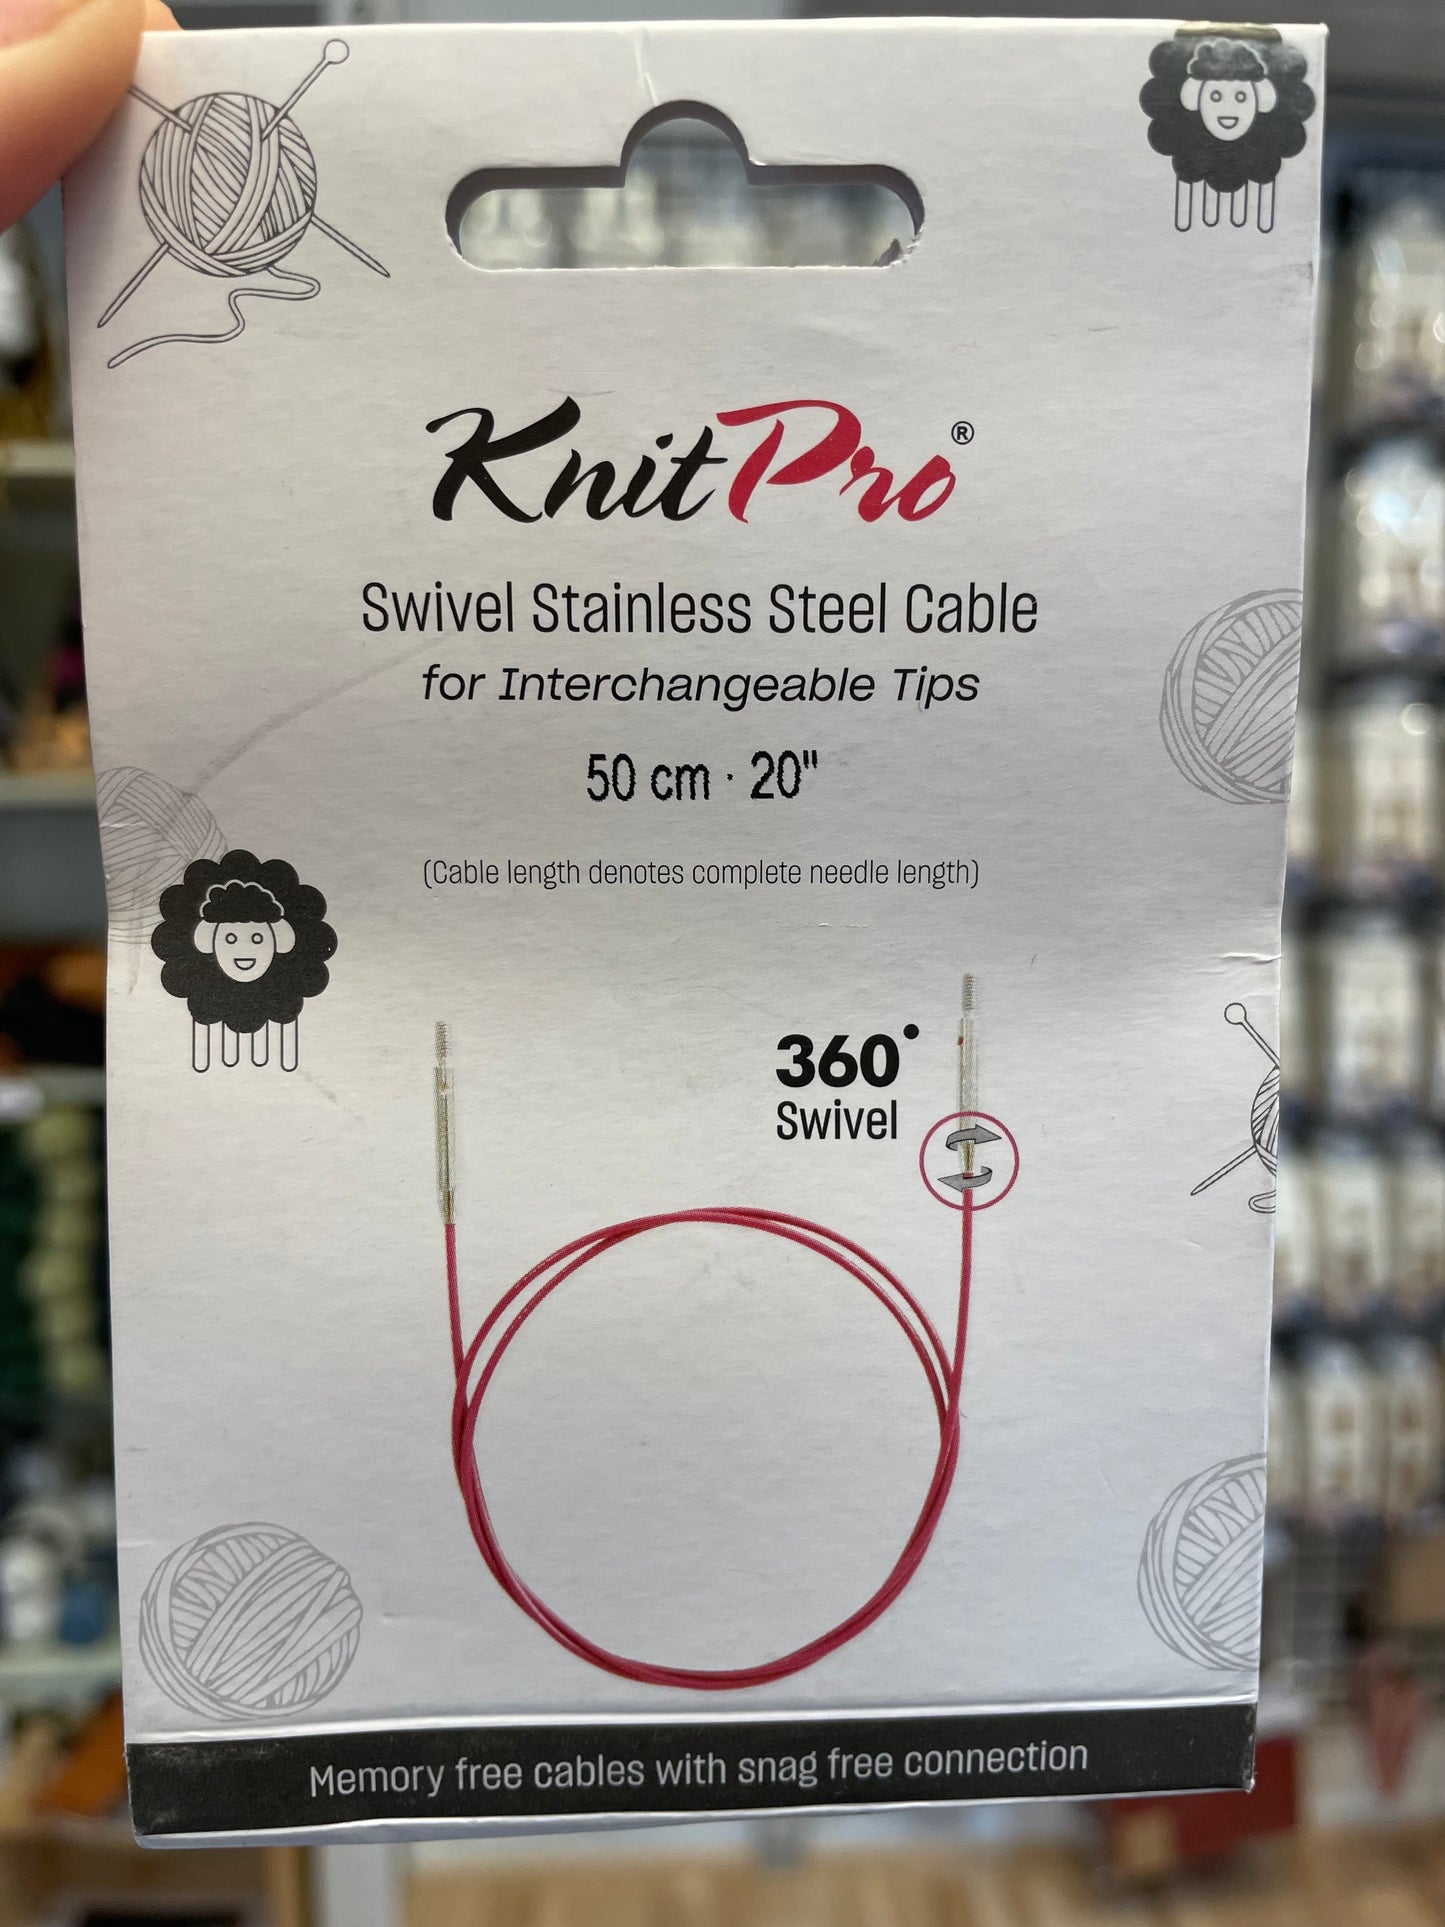 KnitPro®
Swivel Stainless Steel Cable
for Interchangeable Tips
50 cm · 20"
(Cable length denotes complete needle length)
360°
Swivel
Memory free cables with snag free connection